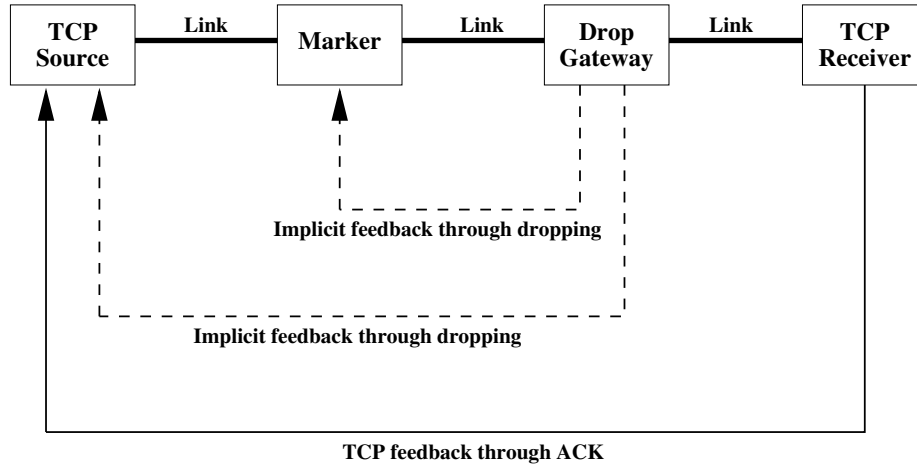 TCP
Source
Link
Marker
Link
Drop
Gateway
Link
TCP
Receiver
Implicit feedback through dropping
Implicit feedback through dropping
TCP feedback through ACK